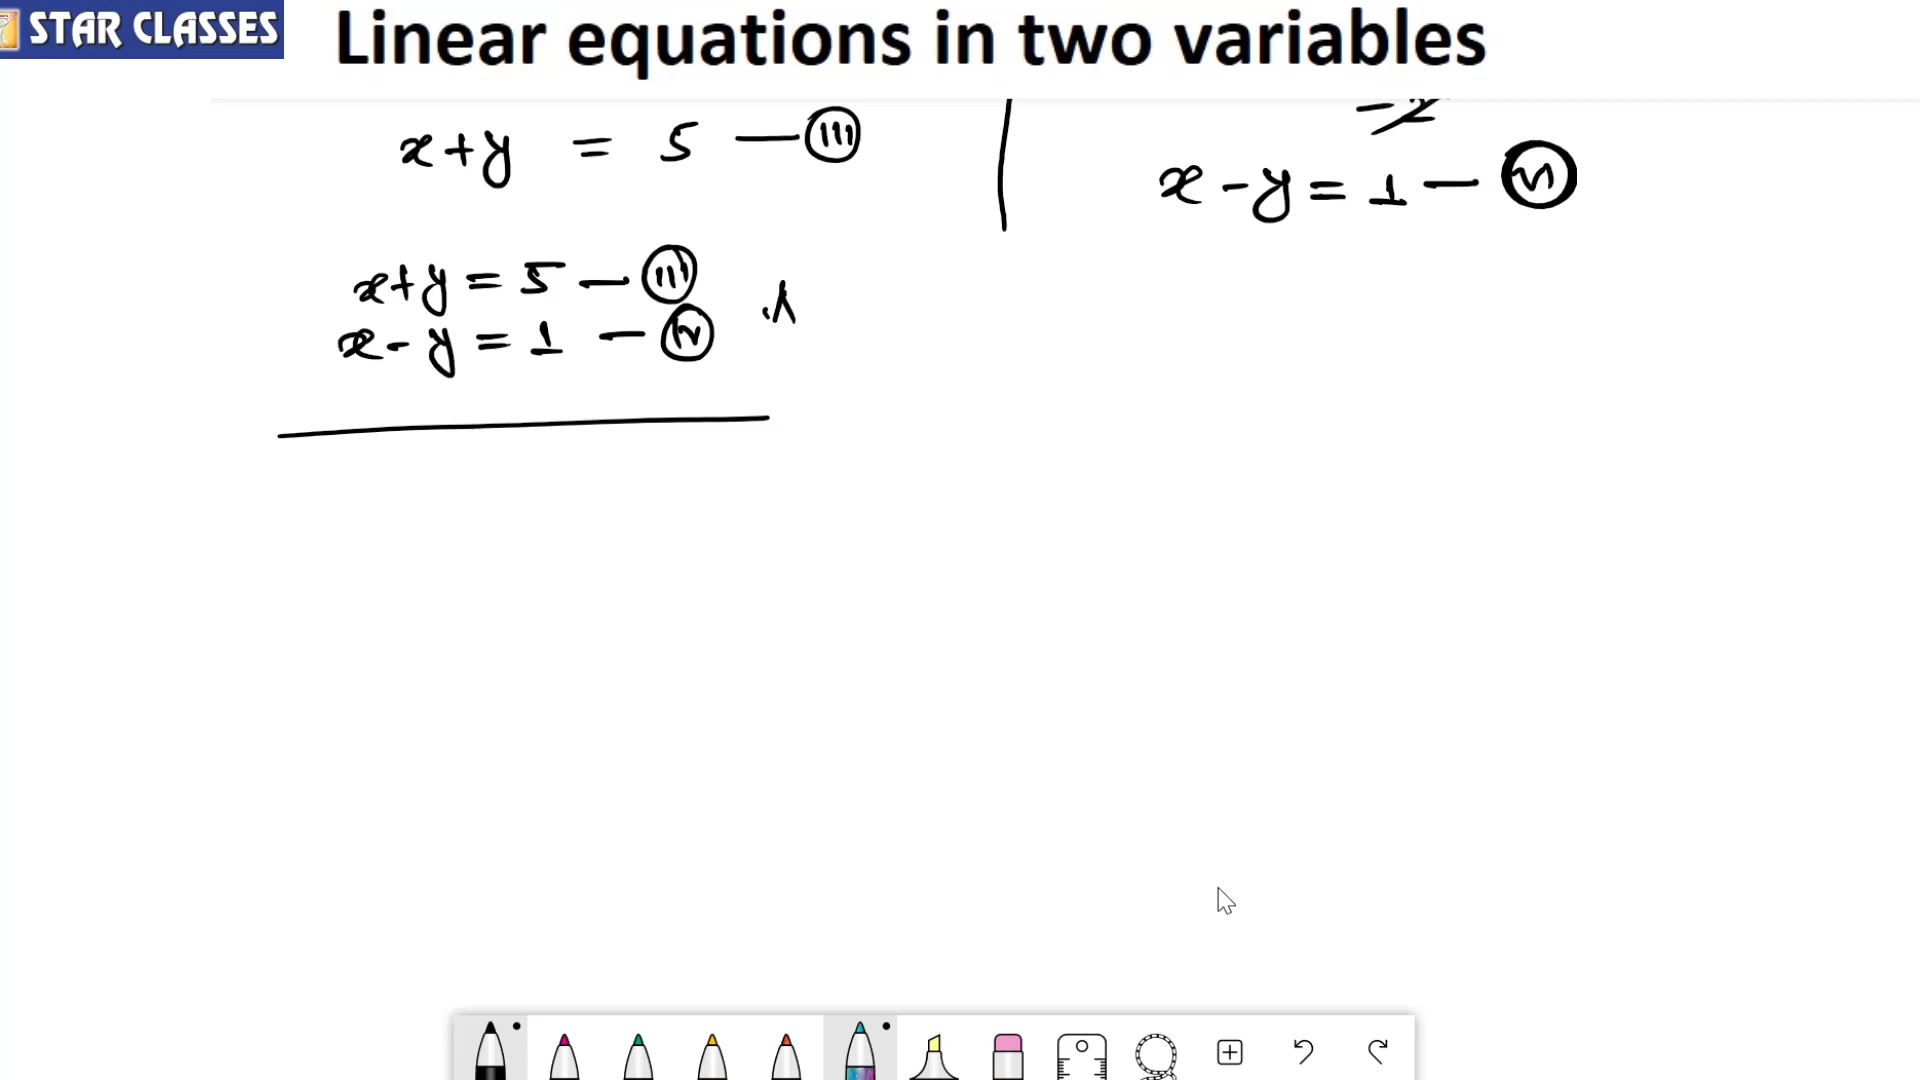 STAR CLASSES
Linear equations in two variables
x+y = 5 — III
x - y = 1 — IV
x+y = 5 — III
x - y = 1 — IV